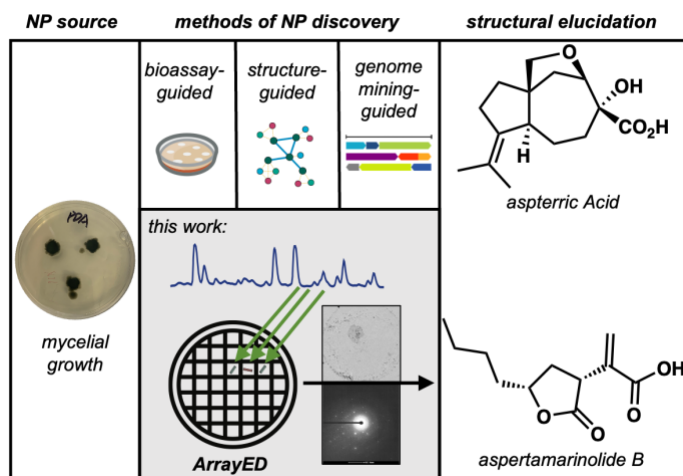 NP source
methods of NP discovery
structural elucidation
bioassay-
guided
structure-
guided
genome
mining-
guided
PDA
mycelial
growth
this work:
ArrayED
O
OH
CO₂H
H
aspterric Acid
O
O
O
OH
aspertamarinolide B